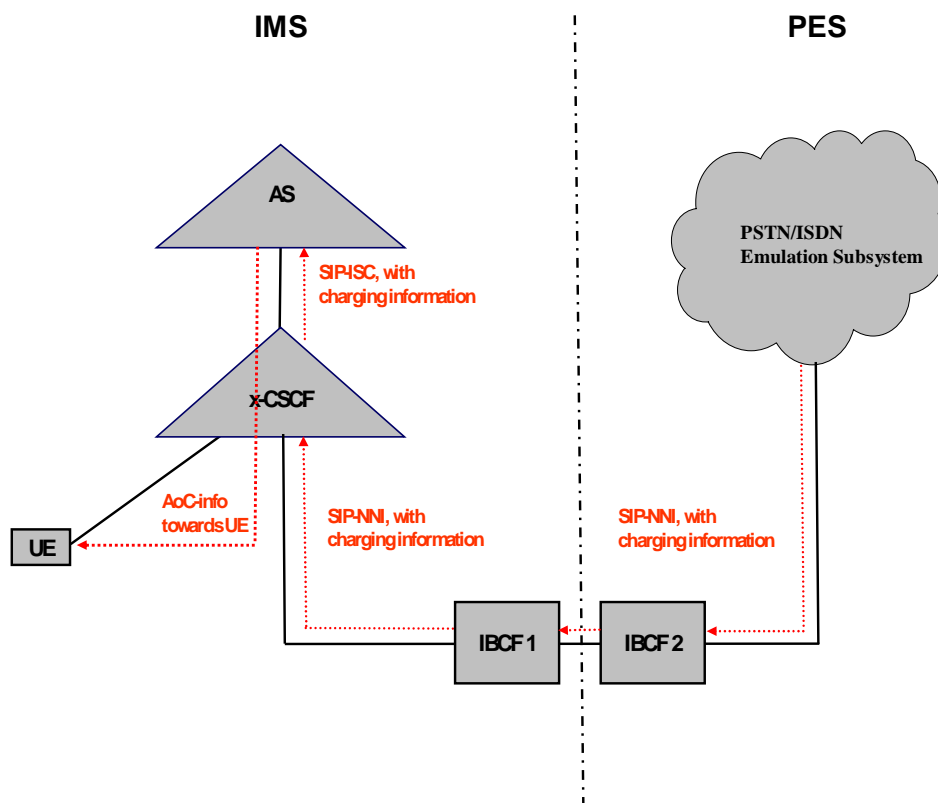 IMS
PES
AS
PSTN/ISDN
Emulation Subsystem
SIP-ISC, with
charging information
x-CSCF
AoC-info
towards UE
SIP-NNI, with
charging information
SIP-NNI, with
charging information
UE
IBCF 1
IBCF 2